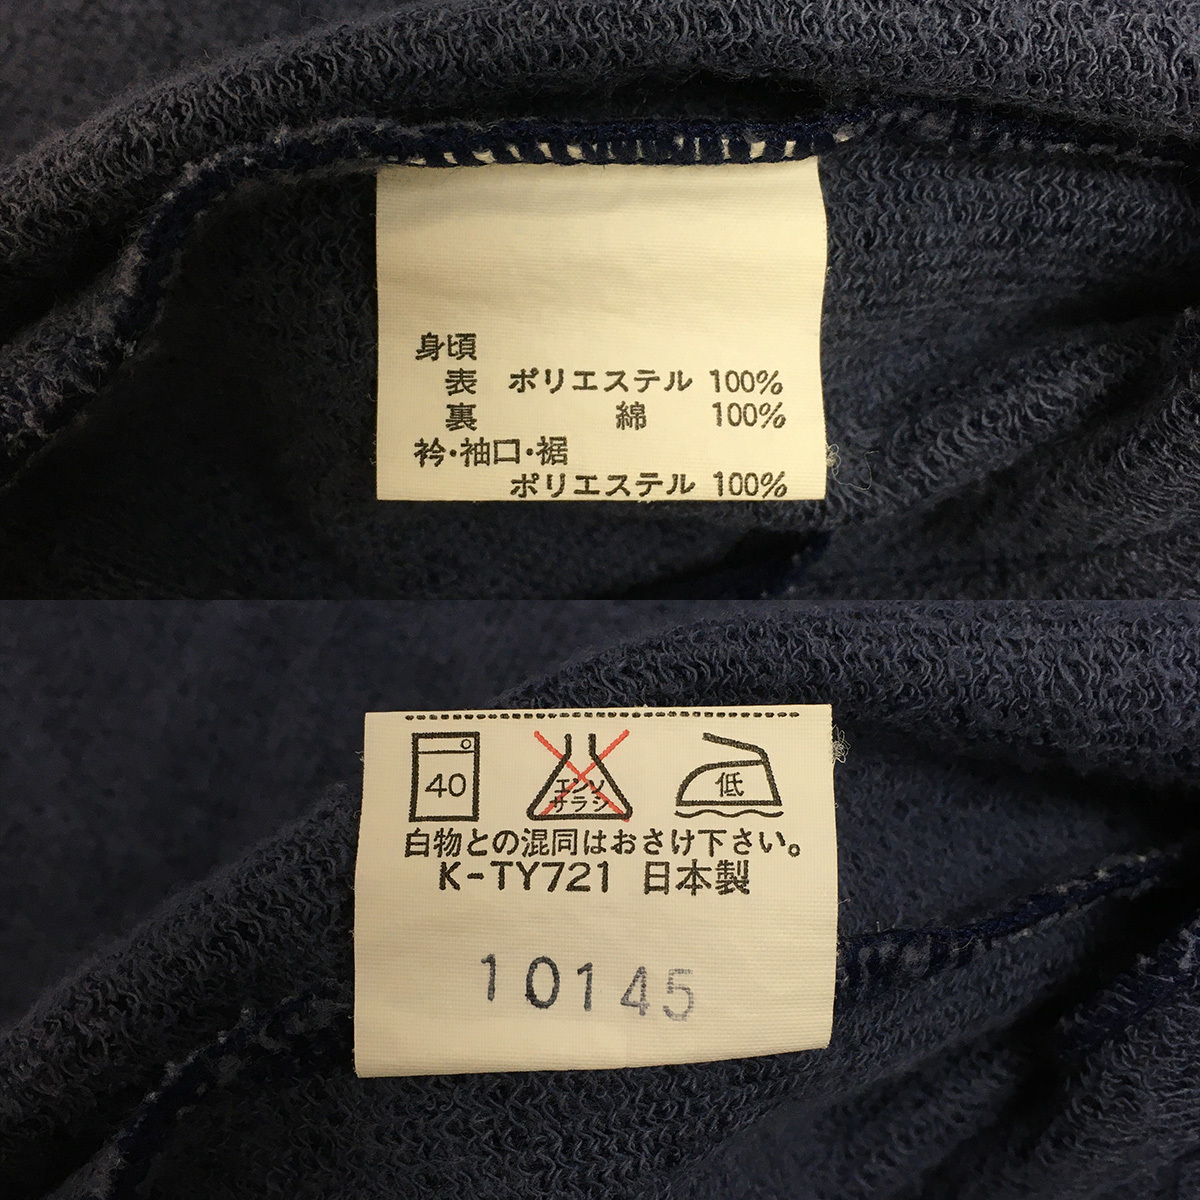 身頃
表 ポリエステル 100%
裏 綿 100%
衿・袖口・裾
ポリエステル 100%
40
エンソ
サラシ
低
白物との混同はおさけ下さい。
K-TY721 日本製
10145